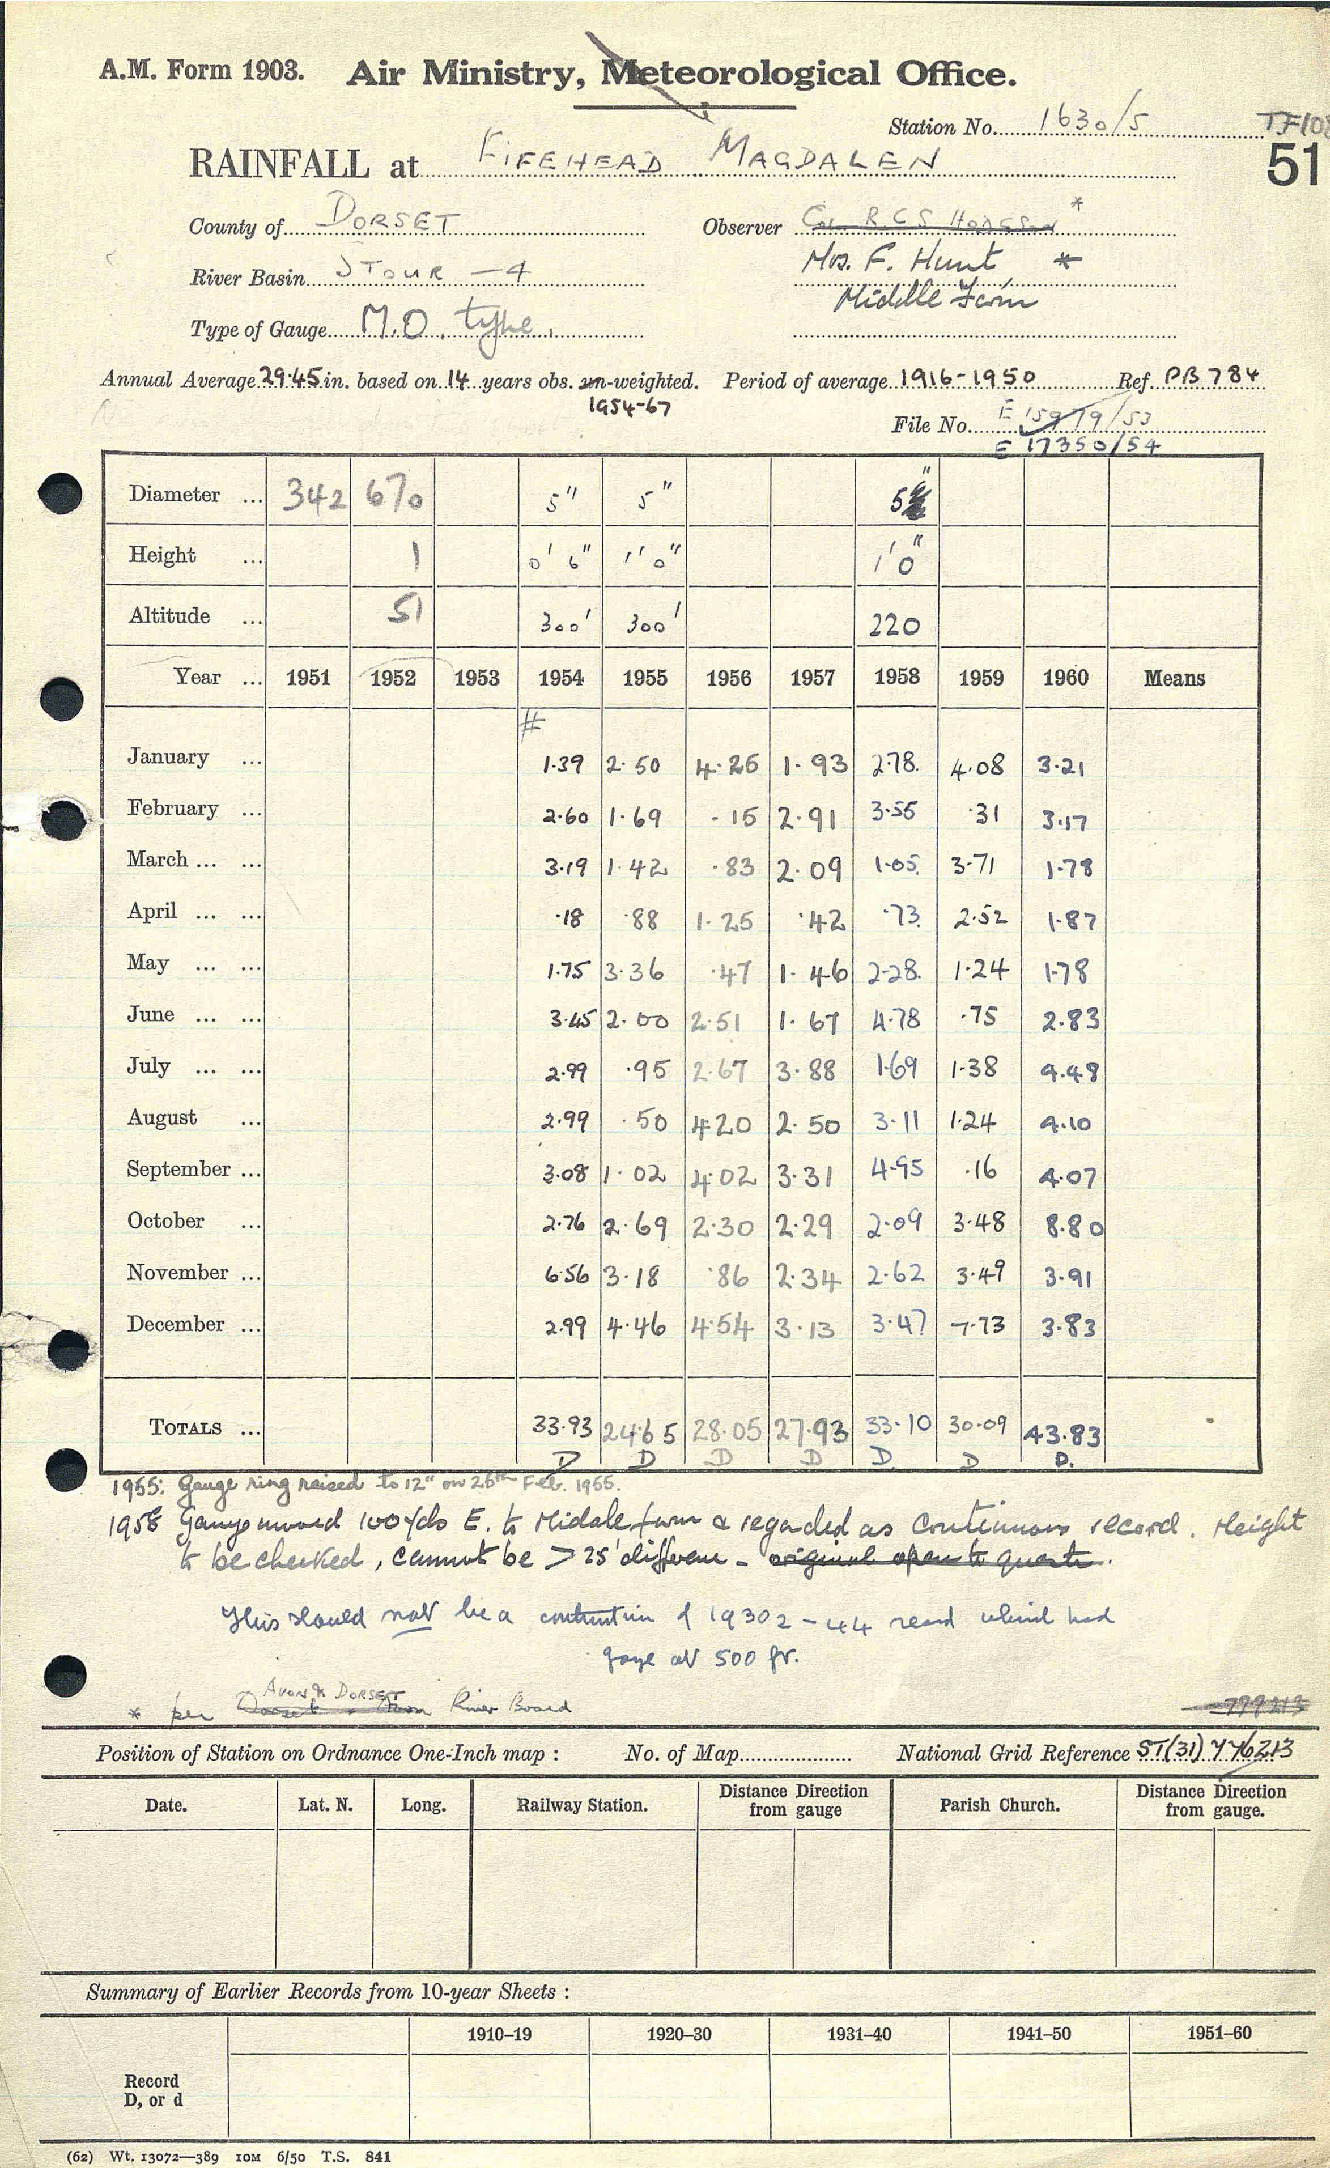 A.M. Form 1903. Air Ministry, Meteorological Office.
Station No. 1630/5 TF108
RAINFALL at FIFEHEAD MAGDALEN 51
County of DORSET Observer Col R.C.S. Hodgson *
River Basin STOUR - 4 Mrs. F. Hunt, *
Middle Farm
Type of Gauge M.O. type.
Annual Average 29.45 in. based on 14 years obs. un-weighted. Period of average 1916-1950 Ref. PB784
1954-67
File No. E 15979/53
E 17350/54
Diameter ... 342 670 5" 5" 5"
Height ... 1 0' 6" 1' 0" 1' 0"
Altitude ... 51 300' 300' 220
Year ... 1951 1952 1953 1954 1955 1956 1957 1958 1959 1960 Means
#
January ... 1.39 2.50 4.26 1.93 2.78 4.08 3.21
February ... 2.60 1.69 .15 2.91 3.55 .31 3.17
March ... ... 3.19 1.42 .83 2.09 1.05 3.71 1.78
April ... ... .18 .88 1.25 .42 .73 2.52 1.87
May ... ... 1.75 3.36 .47 1.46 2.28 1.24 1.78
June ... ... 3.45 2.00 2.51 1.67 4.78 .75 2.83
July ... ... 2.99 .95 2.67 3.88 1.69 1.38 4.48
August ... 2.99 .50 4.20 2.50 3.11 1.24 4.10
September ... 3.08 1.02 4.02 3.31 4.95 .16 4.07
October ... 2.76 2.69 2.30 2.29 2.09 3.48 8.80
November ... 6.56 3.18 .86 2.34 2.62 3.49 3.91
December ... 2.99 4.46 4.54 3.13 3.47 7.73 3.83
TOTALS ... 33.93 24.65 28.05 27.93 33.10 30.09 43.83
D D D D D D D.
1955: Gauge ring raised to 12" on 25th Feb. 1955.
1958 Gauge moved 100 yds E. to Middle farm & regarded as continuous record. Height
to be checked, cannot be > 25' difference - original open to
This should not be a continuation of 1930 - 44 record which had
gauge at 500 ft.
AVON & DORSET
* per Dorset River Board 799213
Position of Station on Ordnance One-Inch map : No. of Map National Grid Reference ST(31) 776213
Date. Lat. N. Long. Railway Station. Distance Direction from gauge Parish Church. Distance Direction from gauge.
Summary of Earlier Records from 10-year Sheets :
1910–19 1920–30 1931–40 1941–50 1951–60
Record
D, or d
(62) Wt. 13072—389 10M 6/50 T.S. 841